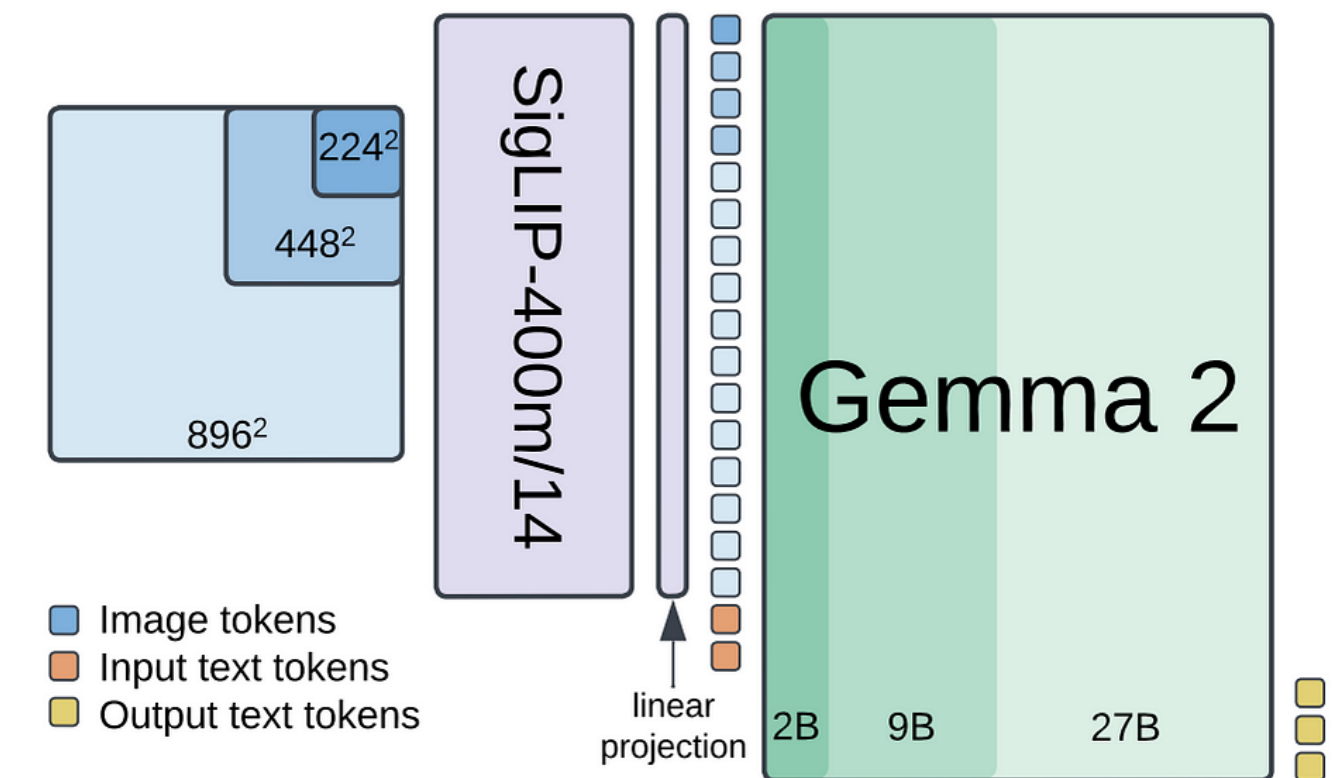 224²
448²
896²
SigLIP-400m/14
Gemma 2
Image tokens
Input text tokens
Output text tokens
linear
projection
2B
9B
27B